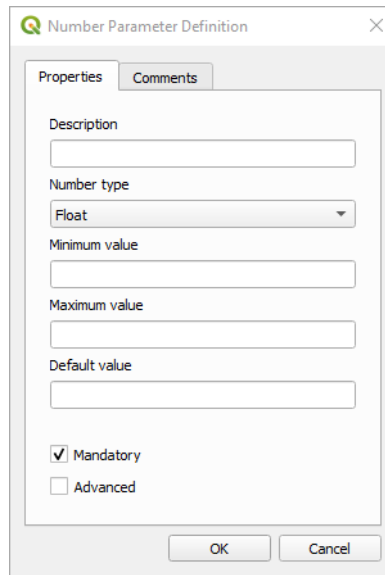 Number Parameter Definition
Properties
Comments
Description
Number type
Float
Minimum value
Maximum value
Default value
Mandatory
Advanced
OK
Cancel